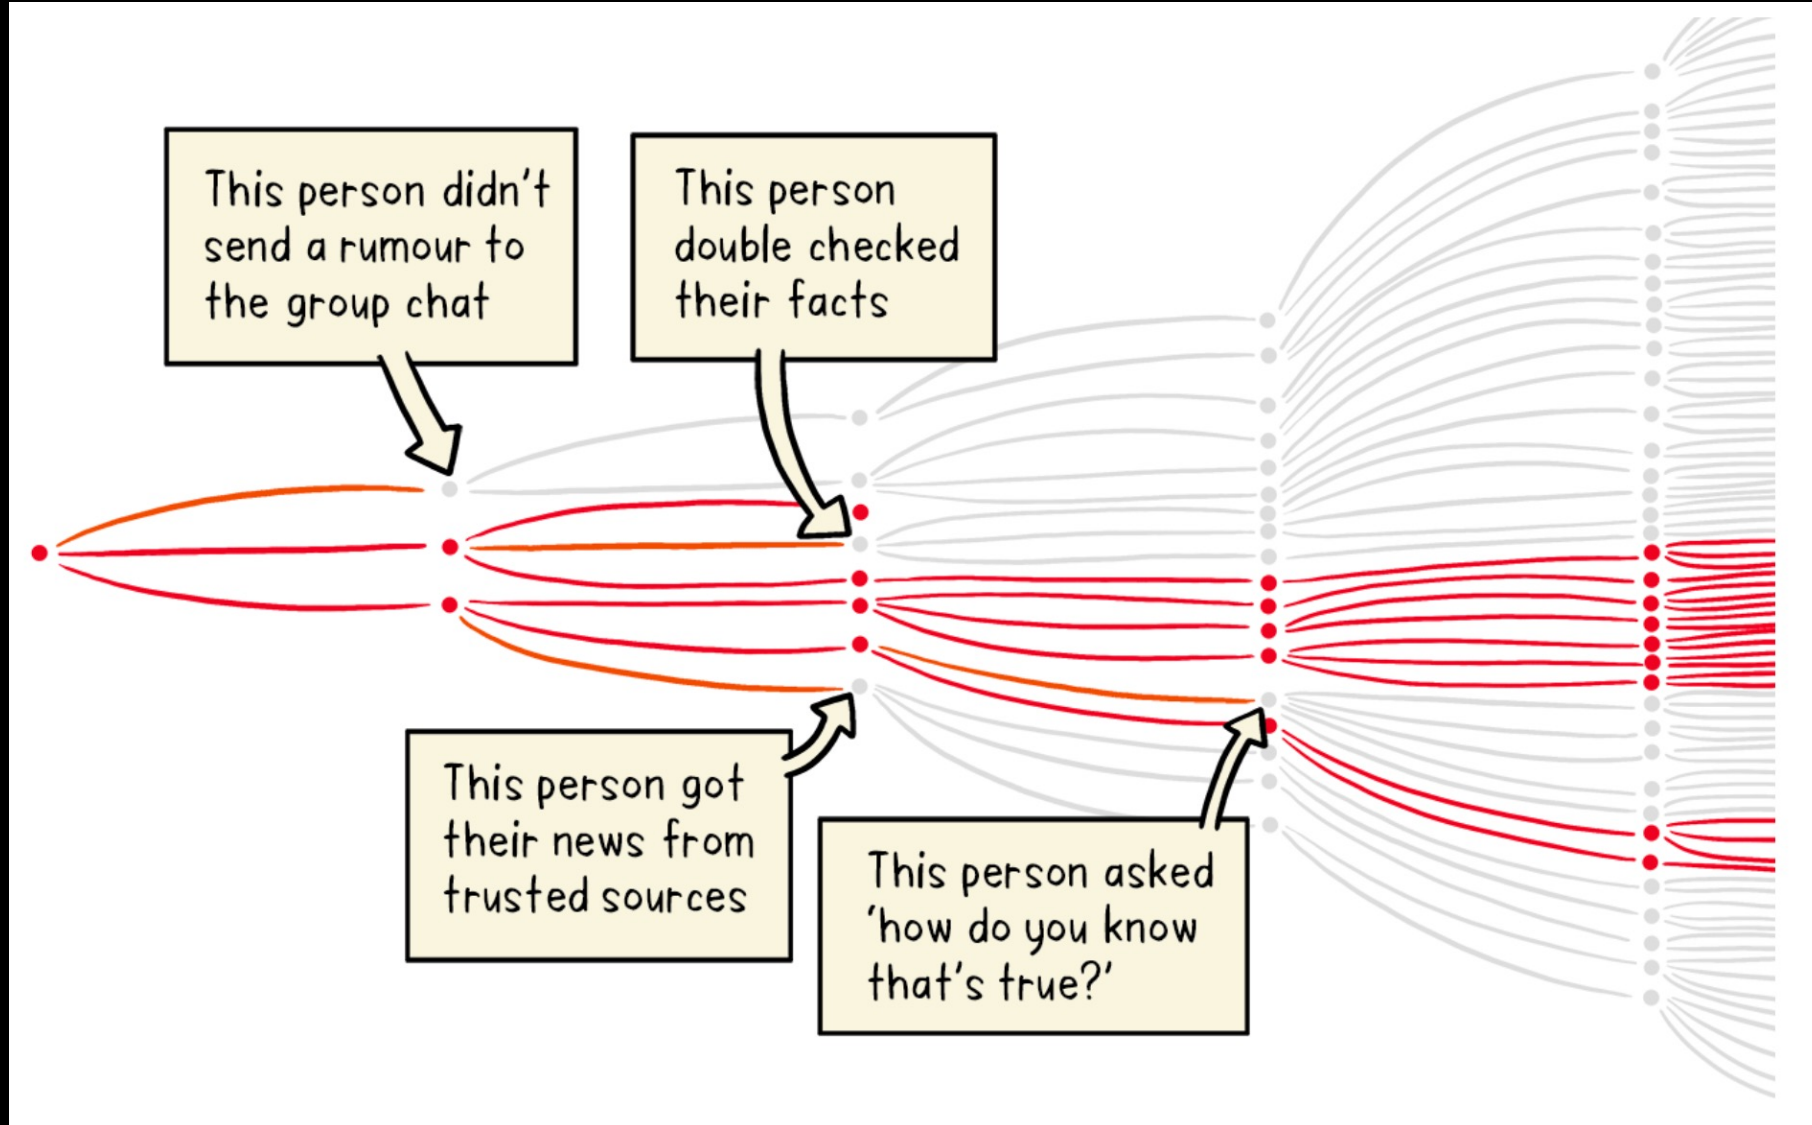 This person didn't
send a rumour to
the group chat
This person
double checked
their facts
This person got
their news from
trusted sources
This person asked
'how do you know
that's true?'